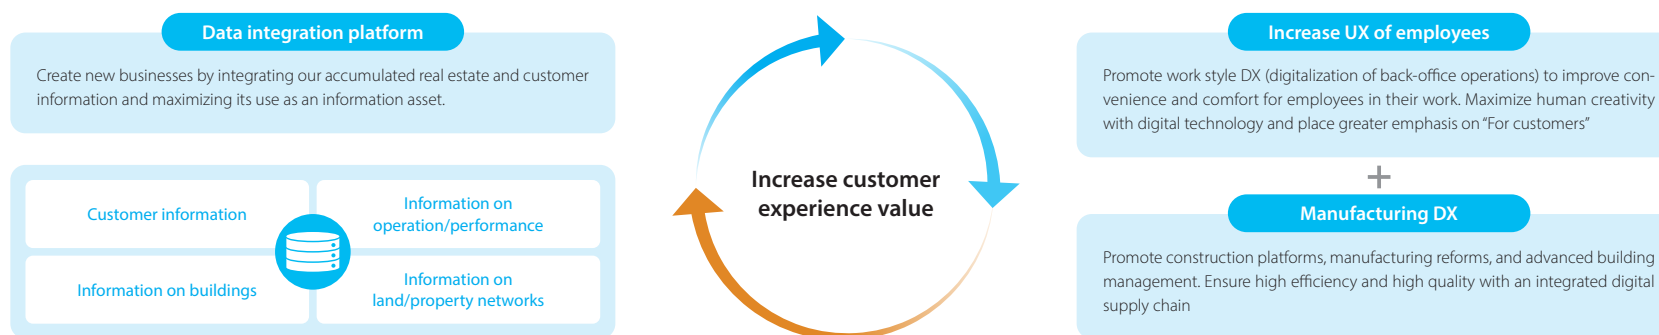 Data integration platform
Create new businesses by integrating our accumulated real estate and customer
information and maximizing its use as an information asset.
Customer information
Information on
operation/performance
Information on buildings
Information on
land/property networks
Increase customer
experience value
Increase UX of employees
Promote work style DX (digitalization of back-office operations) to improve con-
venience and comfort for employees in their work. Maximize human creativity
with digital technology and place greater emphasis on “For customers”
+
Manufacturing DX
Promote construction platforms, manufacturing reforms, and advanced building
management. Ensure high efficiency and high quality with an integrated digital
supply chain